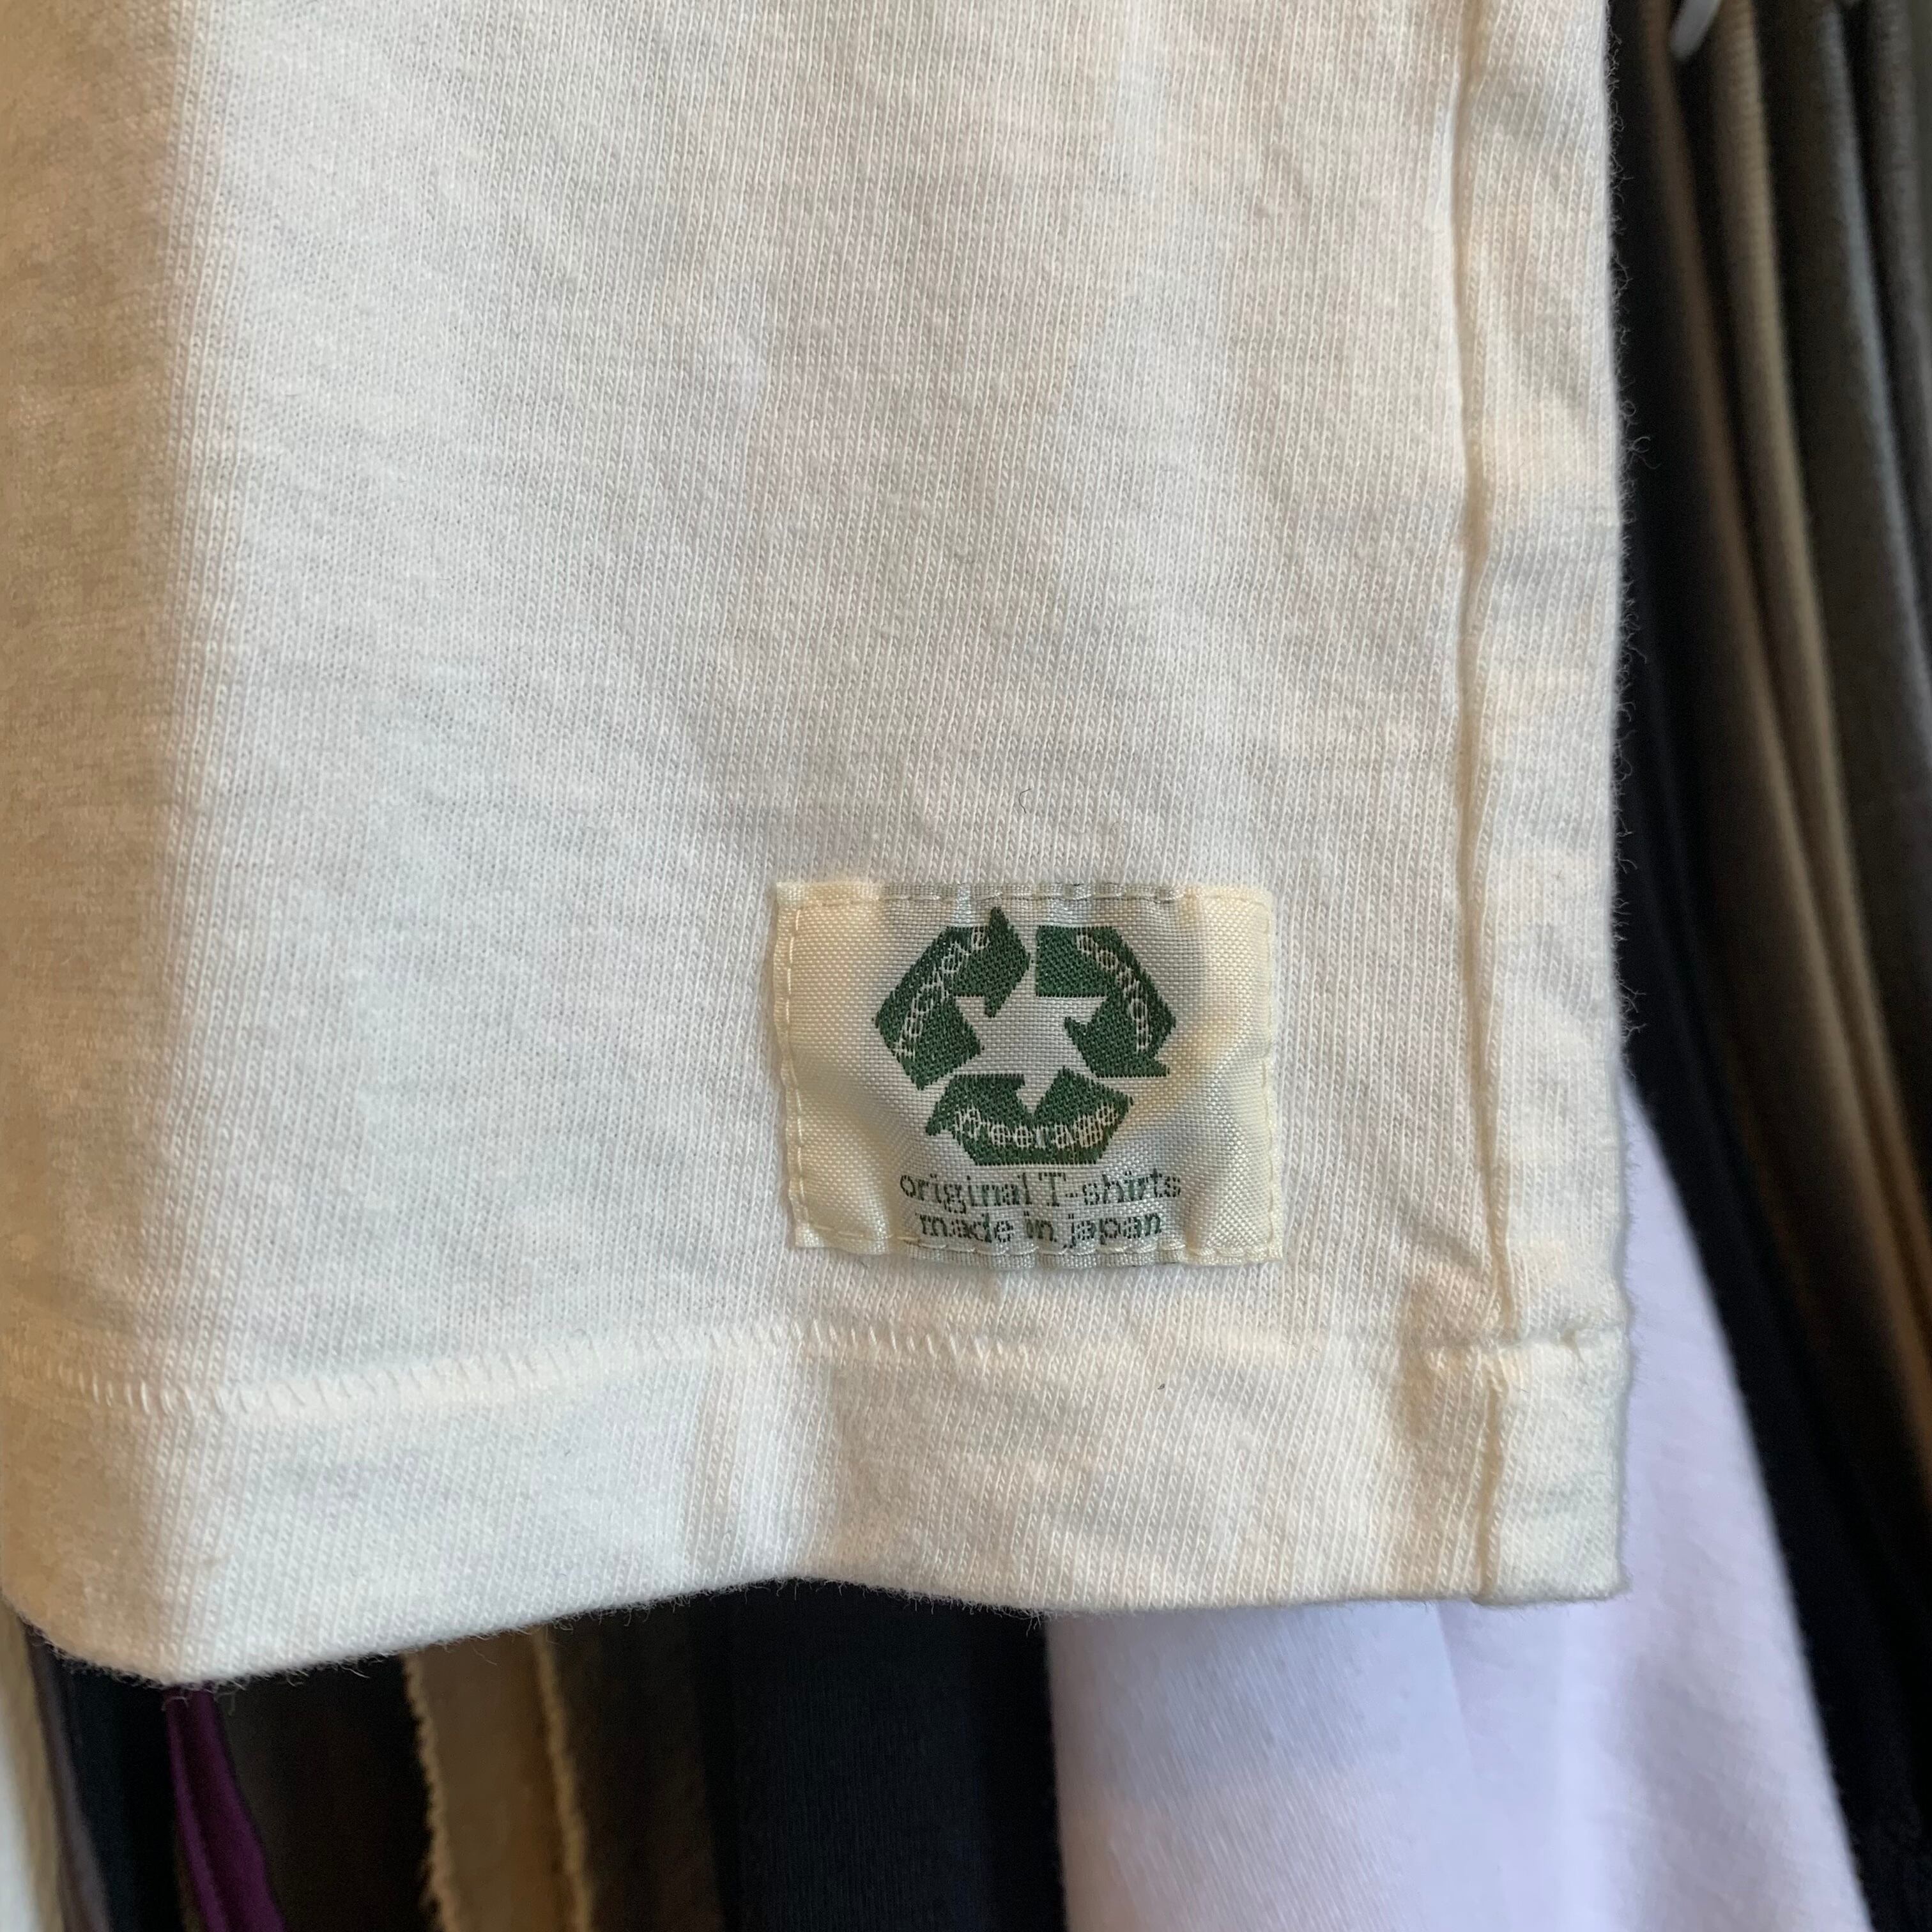 recycle
cotton
freerage
original T-shirts
made in japan